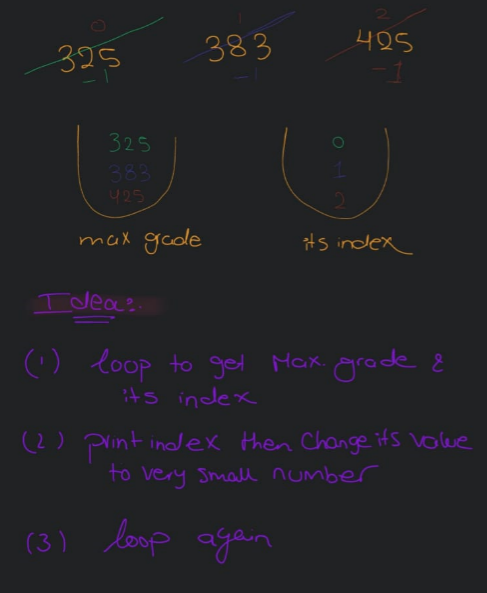 0 1 2
325 383 425
-1 -1 -1
325 0
383 1
425 2
max grade its index
Idea:.
(1) loop to get Max. grade &
its index
(2) print index then Change its value
to very small number
(3) loop again